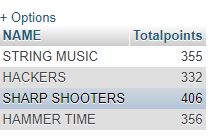 + Options
NAME Totalpoints
STRING MUSIC 355
HACKERS 332
SHARP SHOOTERS 406
HAMMER TIME 356